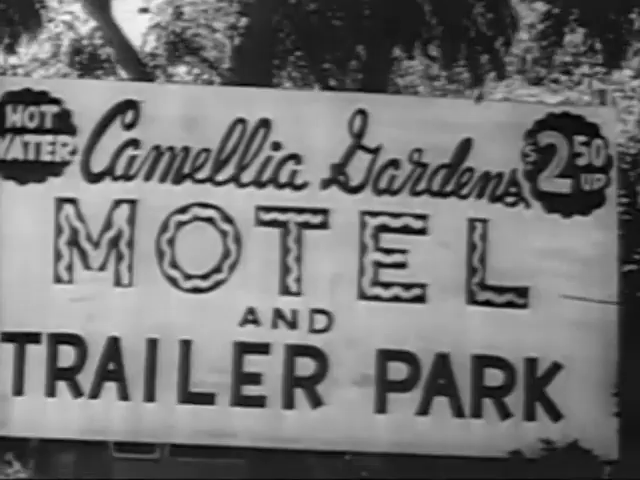 HOT
WATER
Camellia Gardens
$2.50
UP
MOTEL
AND
TRAILER PARK